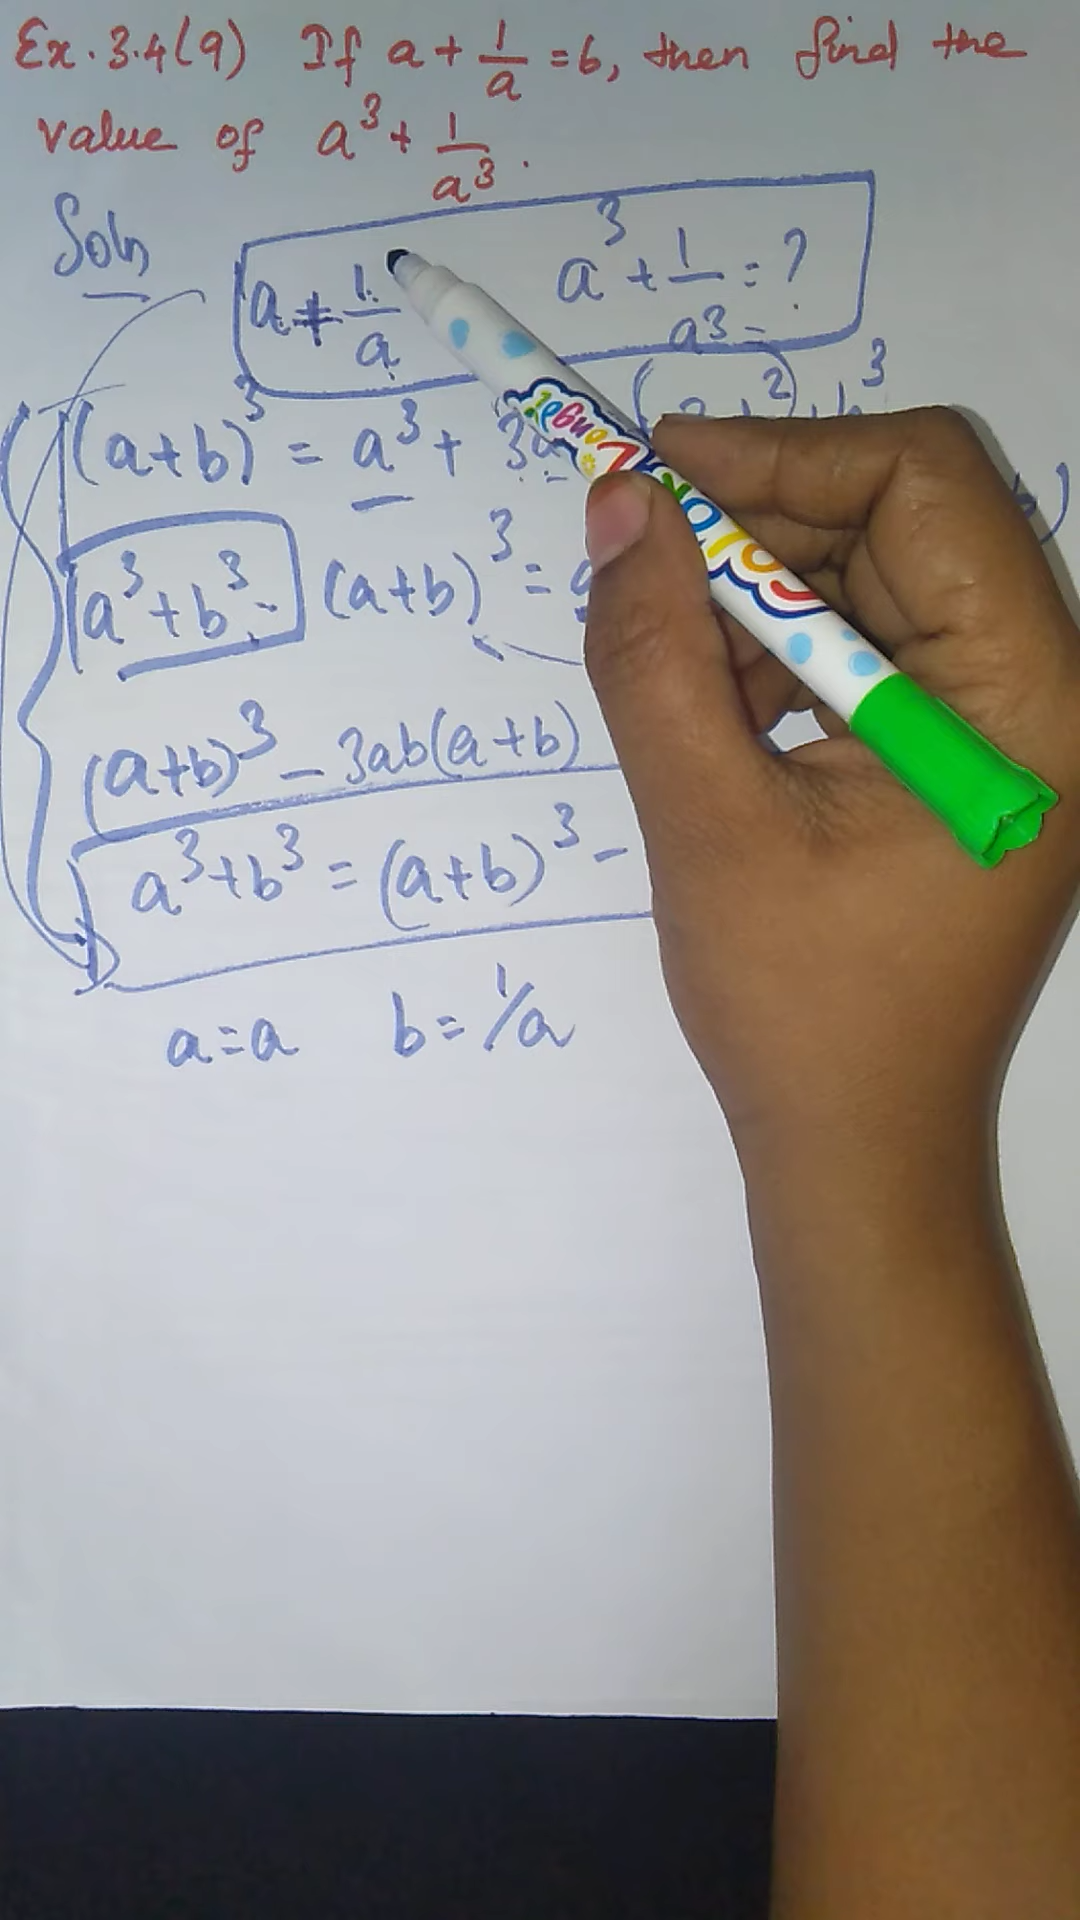 Ex. 3.4(9) If a + 1/a = 6, then find the
value of a³ + 1/a³.
Soln
a + 1/a a³ + 1/a³ = ?
(a+b)³ = a³ +
a³ + b³ (a+b)³ =
(a+b)³ - 3ab(a+b)
a³+b³ = (a+b)³ -
a = a b = 1/a